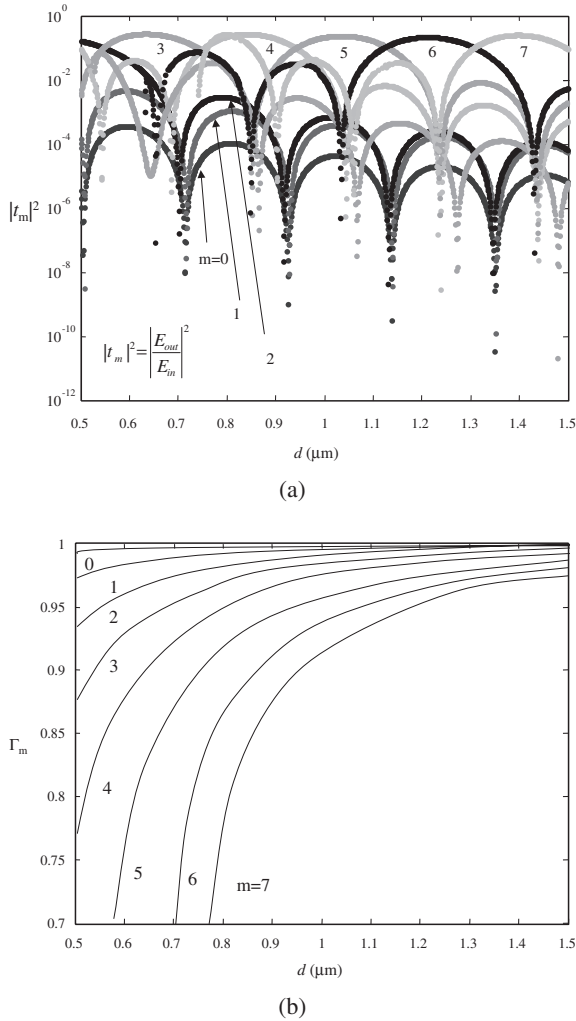 10^0
3 4 5 6 7
10^-2
10^-4
|t_m|^2
10^-6
m=0
10^-8
1
10^-10
|t_m|^2=|E_out/E_in|^2
2
10^-12
0.5 0.6 0.7 0.8 0.9 1 1.1 1.2 1.3 1.4 1.5
d (μm)
(a)
1
0
1
0.95
2
3
0.9
0.85
Γ_m
4
0.8
5
0.75
6
m=7
0.7
0.5 0.6 0.7 0.8 0.9 1 1.1 1.2 1.3 1.4 1.5
d (μm)
(b)